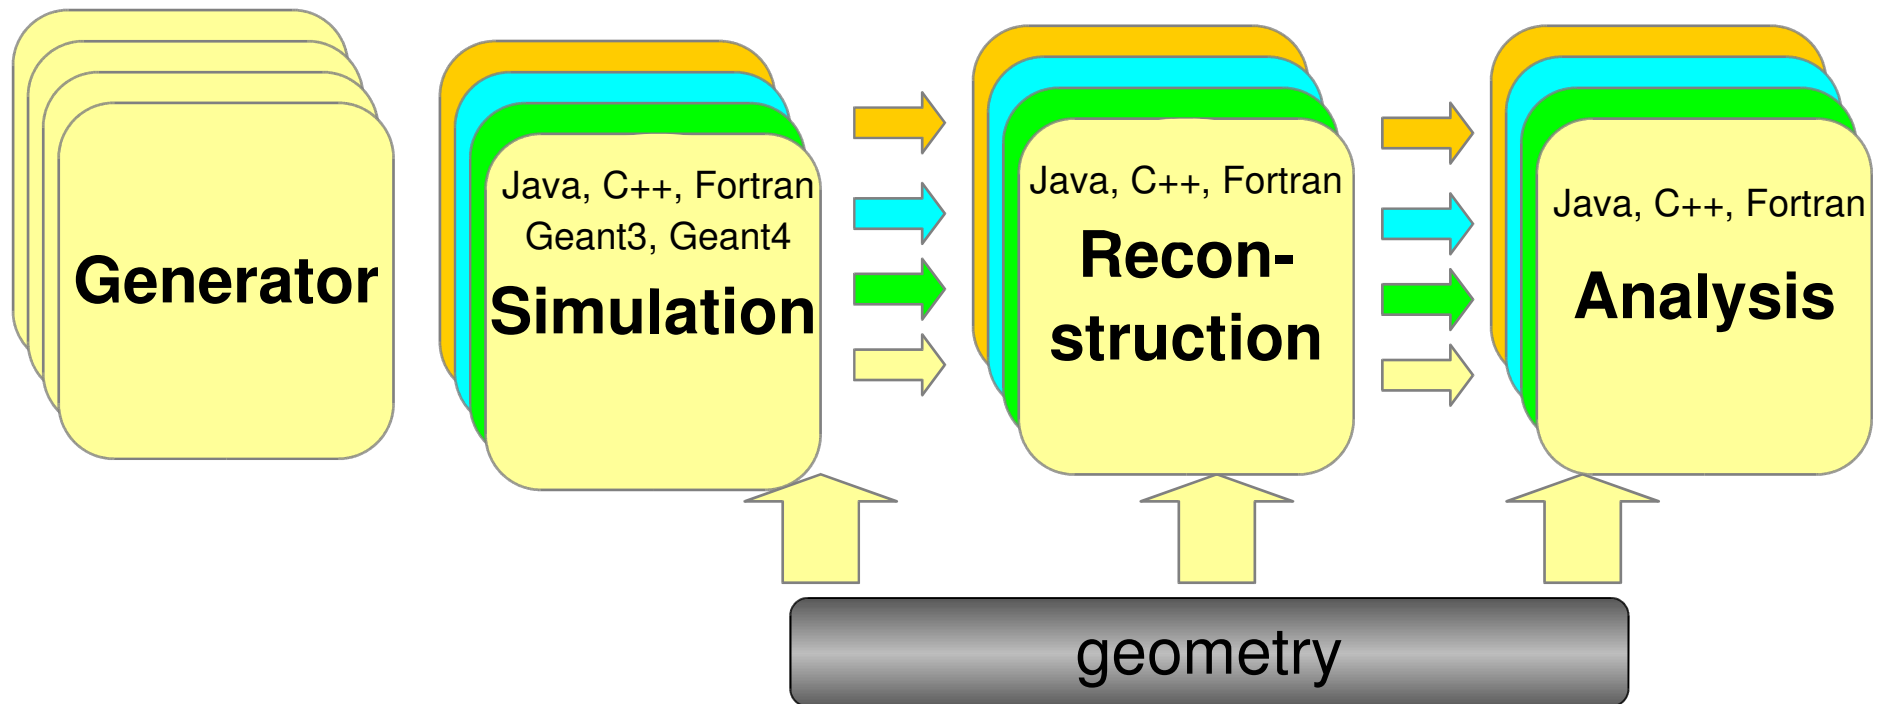 Generator
Java, C++, Fortran
Geant3, Geant4
Simulation
Java, C++, Fortran
Recon-
struction
Java, C++, Fortran
Analysis
geometry